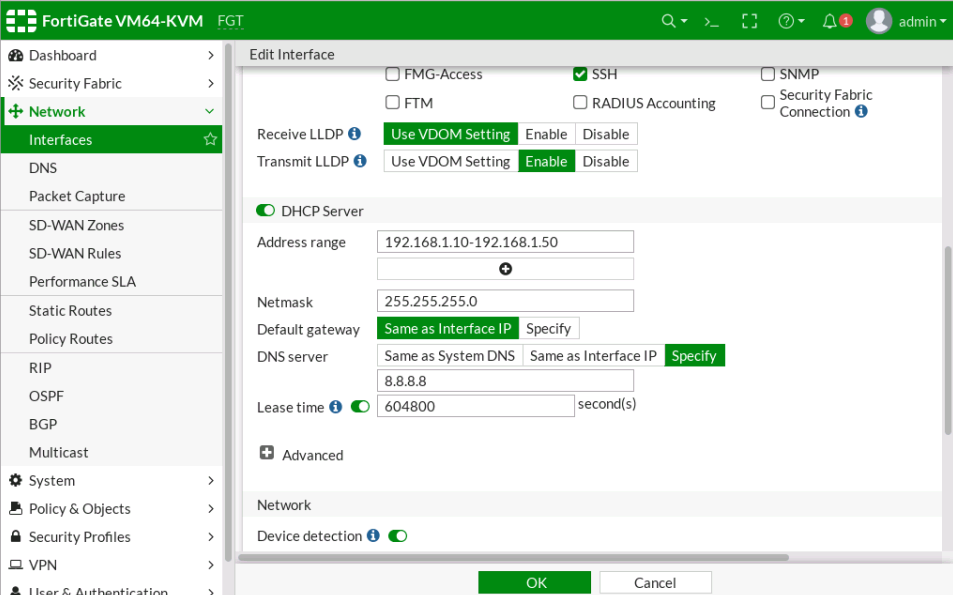 FortiGate VM64-KVM FGT
1 admin
Dashboard
Security Fabric
Network
Interfaces
DNS
Packet Capture
SD-WAN Zones
SD-WAN Rules
Performance SLA
Static Routes
Policy Routes
RIP
OSPF
BGP
Multicast
System
Policy & Objects
Security Profiles
VPN
User & Authentication
Edit Interface
FMG-Access SSH SNMP
FTM RADIUS Accounting Security Fabric
Connection
Receive LLDP Use VDOM Setting Enable Disable
Transmit LLDP Use VDOM Setting Enable Disable
DHCP Server
Address range 192.168.1.10-192.168.1.50
Netmask 255.255.255.0
Default gateway Same as Interface IP Specify
DNS server Same as System DNS Same as Interface IP Specify
8.8.8.8
Lease time 604800 second(s)
Advanced
Network
Device detection
OK Cancel